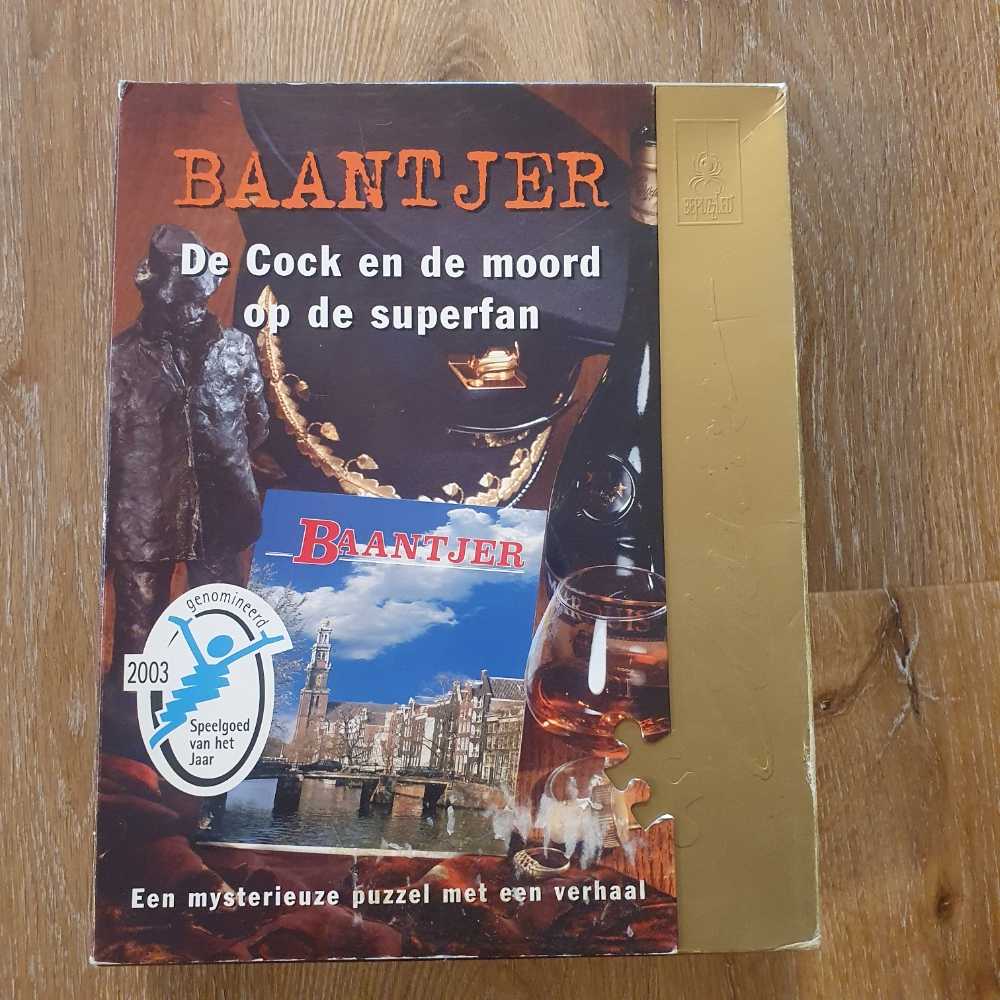 BAANTJER
De Cock en de moord
op de superfan
BAANTJER
genomineerd
2003
Speelgoed
van het
Jaar
Een mysterieuze puzzel met een verhaal